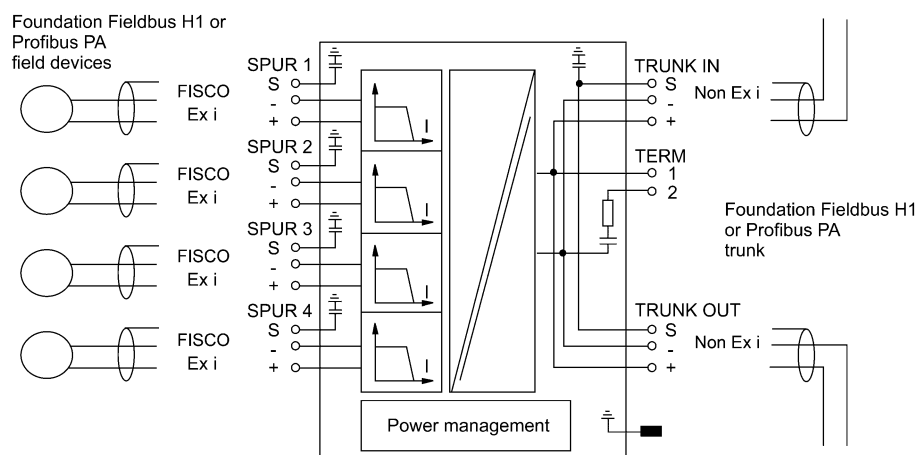 Foundation Fieldbus H1 or
Profibus PA
field devices
SPUR 1
S
-
+
FISCO
Ex i
I
SPUR 2
S
-
+
FISCO
Ex i
I
SPUR 3
S
-
+
FISCO
Ex i
I
SPUR 4
S
-
+
FISCO
Ex i
I
Power management
TRUNK IN
S
-
+
Non Ex i
TERM
1
2
Foundation Fieldbus H1
or Profibus PA
trunk
TRUNK OUT
S
-
+
Non Ex i